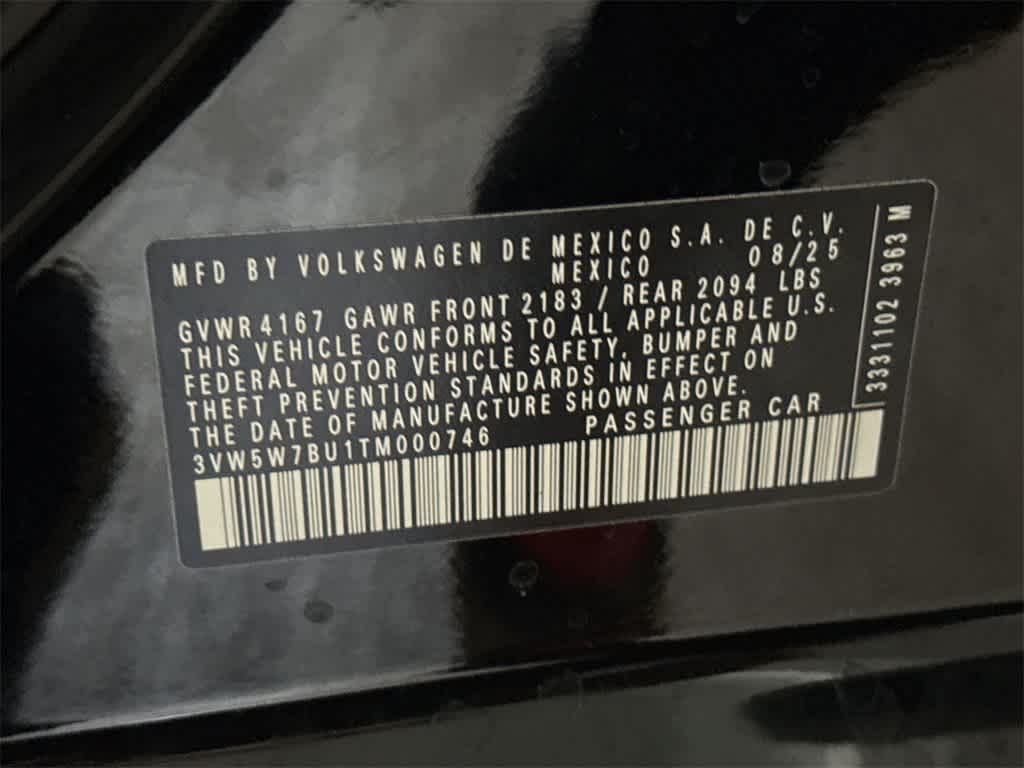 MFD BY VOLKSWAGEN DE MEXICO S.A. DE C.V.
MEXICO 08/25
GVWR 4167 GAWR FRONT 2183 / REAR 2094 LBS
THIS VEHICLE CONFORMS TO ALL APPLICABLE U.S.
FEDERAL MOTOR VEHICLE SAFETY, BUMPER AND
THEFT PREVENTION STANDARDS IN EFFECT ON
THE DATE OF MANUFACTURE SHOWN ABOVE.
3VW5W7BU1TM000746 PASSENGER CAR
3331102 3963 M